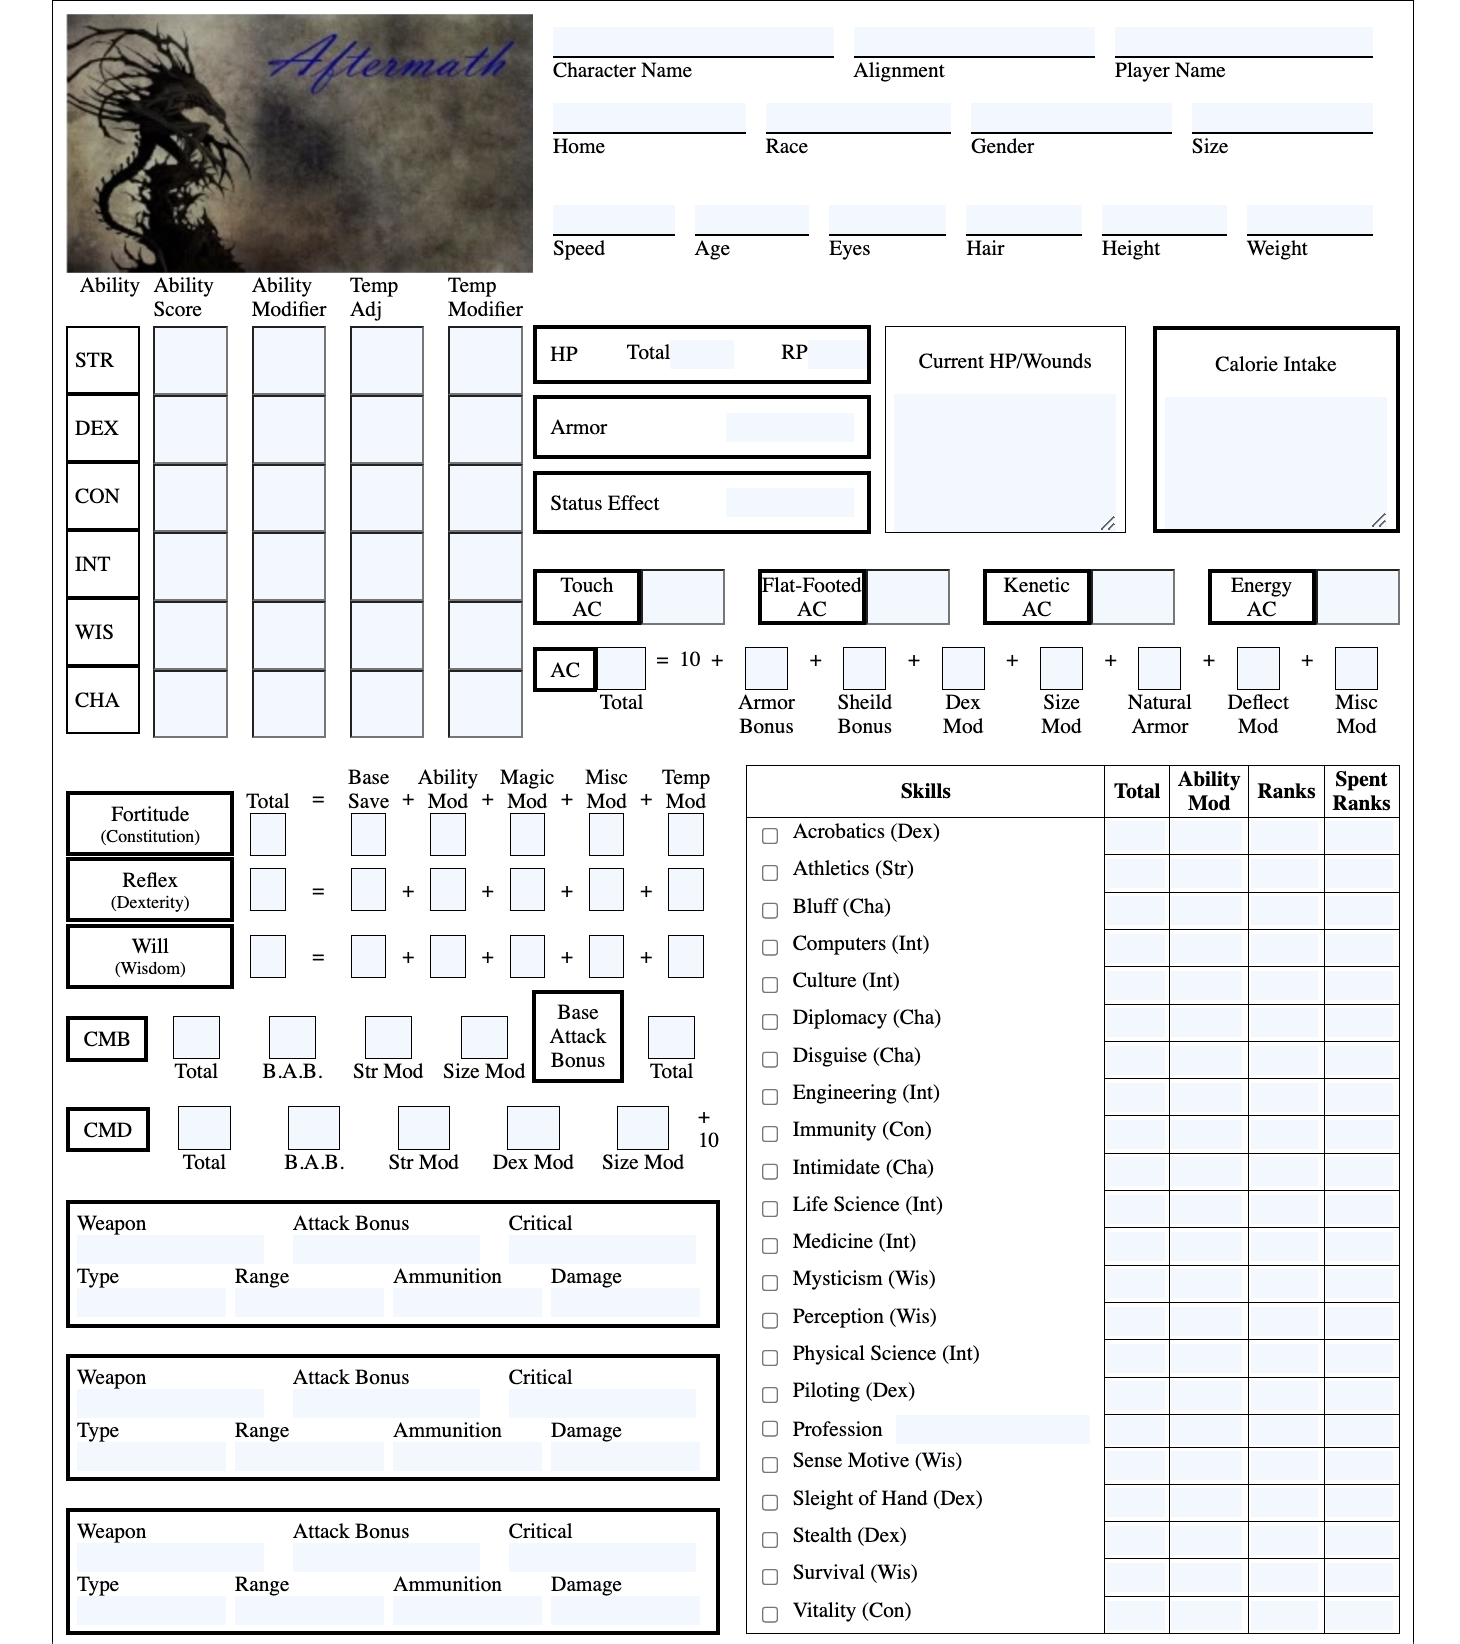 Aftermath
Character Name Alignment Player Name
Home Race Gender Size
Speed Age Eyes Hair Height Weight
Ability Ability Score Ability Modifier Temp Adj Temp Modifier
STR
DEX
CON
INT
WIS
CHA
HP Total RP
Armor
Status Effect
Current HP/Wounds
Calorie Intake
Touch AC Flat-Footed AC Kenetic AC Energy AC
AC = 10 + + + + + + +
Total Armor Bonus Sheild Bonus Dex Mod Size Mod Natural Armor Deflect Mod Misc Mod
Total = Base Save + Ability Mod + Magic Mod + Misc Mod + Temp Mod
Fortitude
(Constitution)
Reflex
(Dexterity)
= + + + +
Will
(Wisdom)
= + + + +
CMB
Total B.A.B. Str Mod Size Mod
Base Attack Bonus
Total
CMD
+ 10
Total B.A.B. Str Mod Dex Mod Size Mod
Weapon Attack Bonus Critical
Type Range Ammunition Damage
Weapon Attack Bonus Critical
Type Range Ammunition Damage
Weapon Attack Bonus Critical
Type Range Ammunition Damage
Skills Total Ability Mod Ranks Spent Ranks
Acrobatics (Dex)
Athletics (Str)
Bluff (Cha)
Computers (Int)
Culture (Int)
Diplomacy (Cha)
Disguise (Cha)
Engineering (Int)
Immunity (Con)
Intimidate (Cha)
Life Science (Int)
Medicine (Int)
Mysticism (Wis)
Perception (Wis)
Physical Science (Int)
Piloting (Dex)
Profession
Sense Motive (Wis)
Sleight of Hand (Dex)
Stealth (Dex)
Survival (Wis)
Vitality (Con)